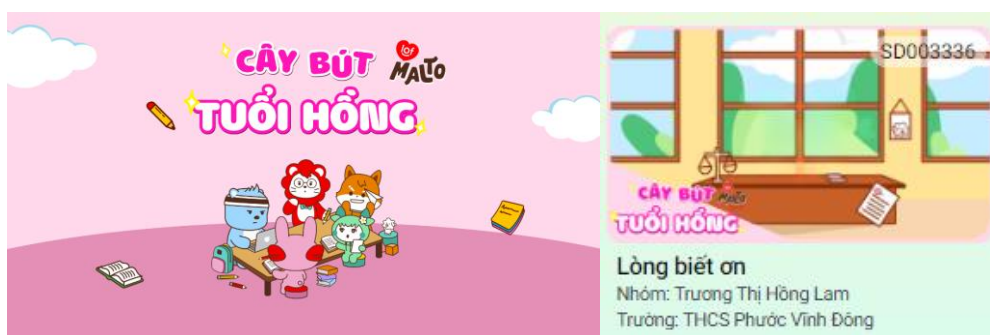 CÂY BÚT
lof
MALTO
TUỔI HỒNG
SD003336
CÂY BÚT
TUỔI HỒNG
Lòng biết ơn
Nhóm: Trương Thị Hồng Lam
Trường: THCS Phước Vĩnh Đông